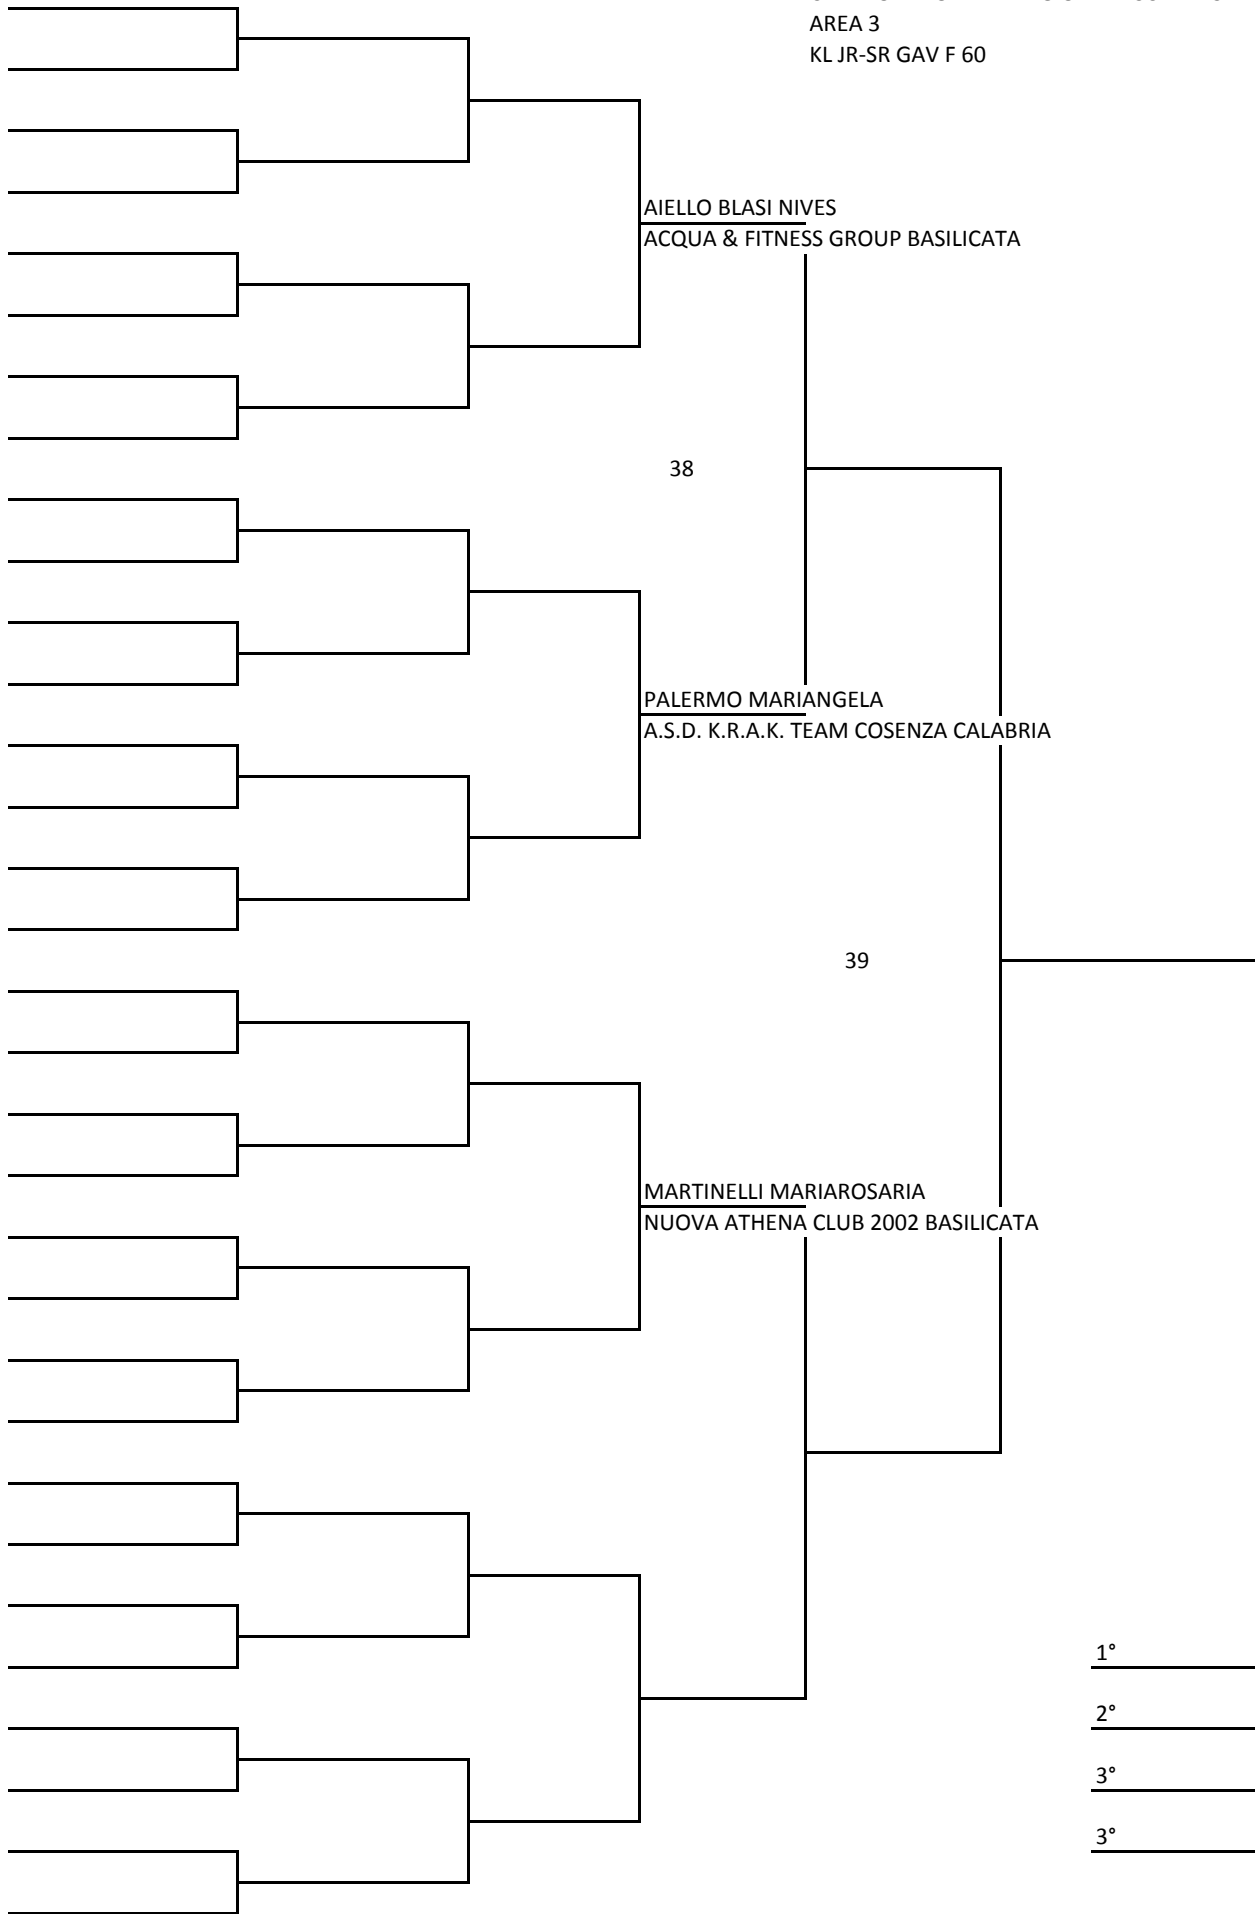 AREA 3
KL JR-SR GAV F 60
AIELLO BLASI NIVES
ACQUA & FITNESS GROUP BASILICATA
38
PALERMO MARIANGELA
A.S.D. K.R.A.K. TEAM COSENZA CALABRIA
39
MARTINELLI MARIAROSARIA
NUOVA ATHENA CLUB 2002 BASILICATA
1°
2°
3°
3°